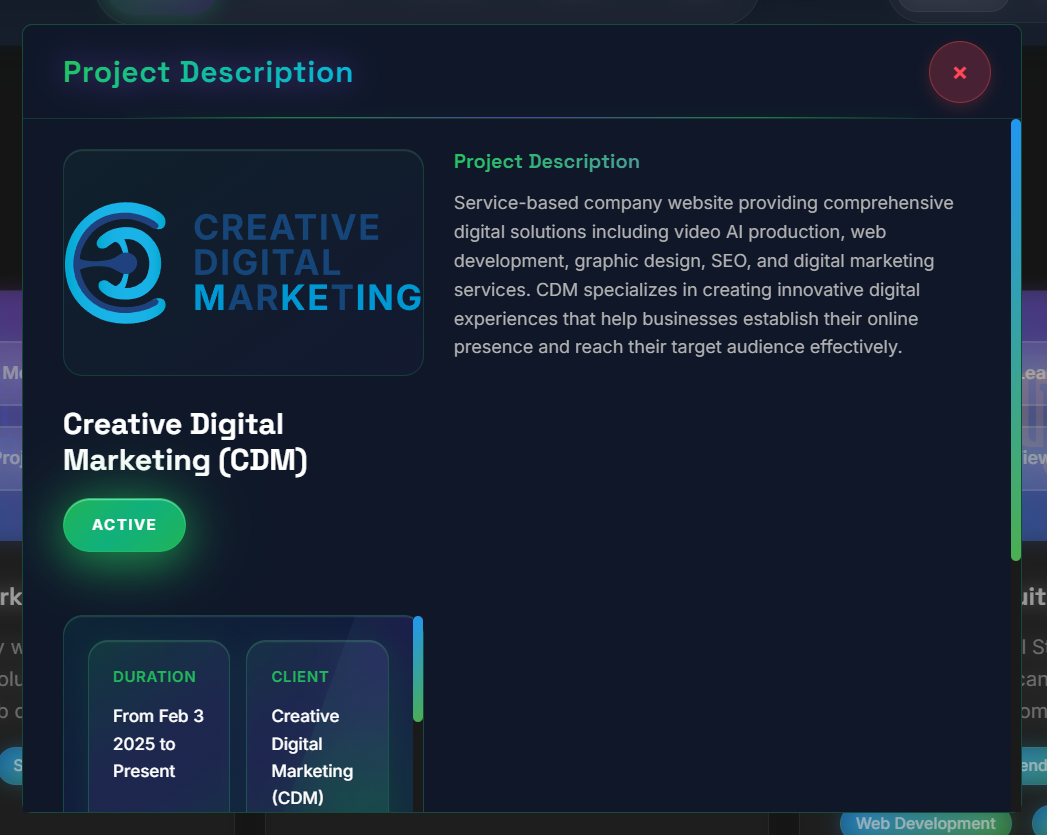 Project Description
×
CREATIVE
DIGITAL
MARKETING
Project Description
Service-based company website providing comprehensive
digital solutions including video AI production, web
development, graphic design, SEO, and digital marketing
services. CDM specializes in creating innovative digital
experiences that help businesses establish their online
presence and reach their target audience effectively.
Creative Digital
Marketing (CDM)
ACTIVE
DURATION
From Feb 3
2025 to
Present
CLIENT
Creative
Digital
Marketing
(CDM)
Web Development